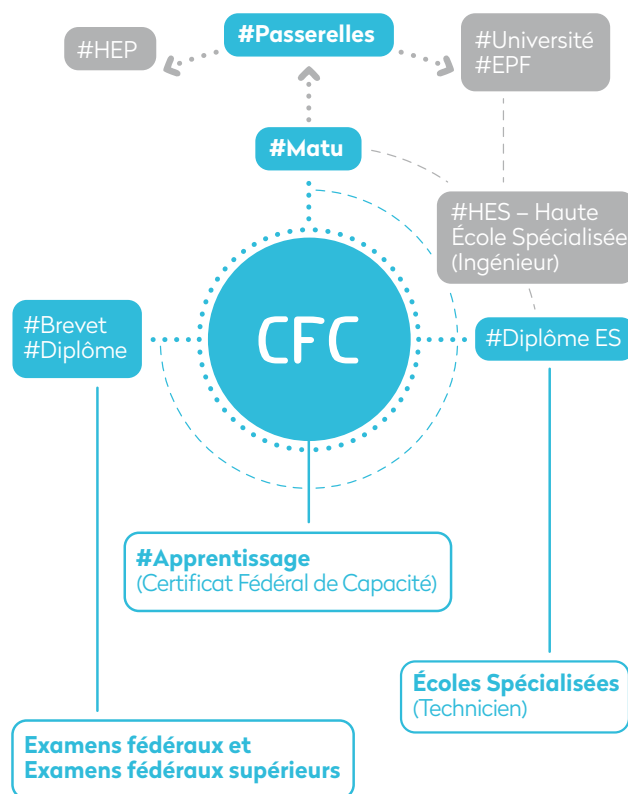 #Passerelles
#HEP
#Université
#EPF
#Matu
#HES – Haute
École Spécialisée
(Ingénieur)
#Brevet
#Diplôme
CFC
#Diplôme ES
#Apprentissage
(Certificat Fédéral de Capacité)
Écoles Spécialisées
(Technicien)
Examens fédéraux et
Examens fédéraux supérieurs